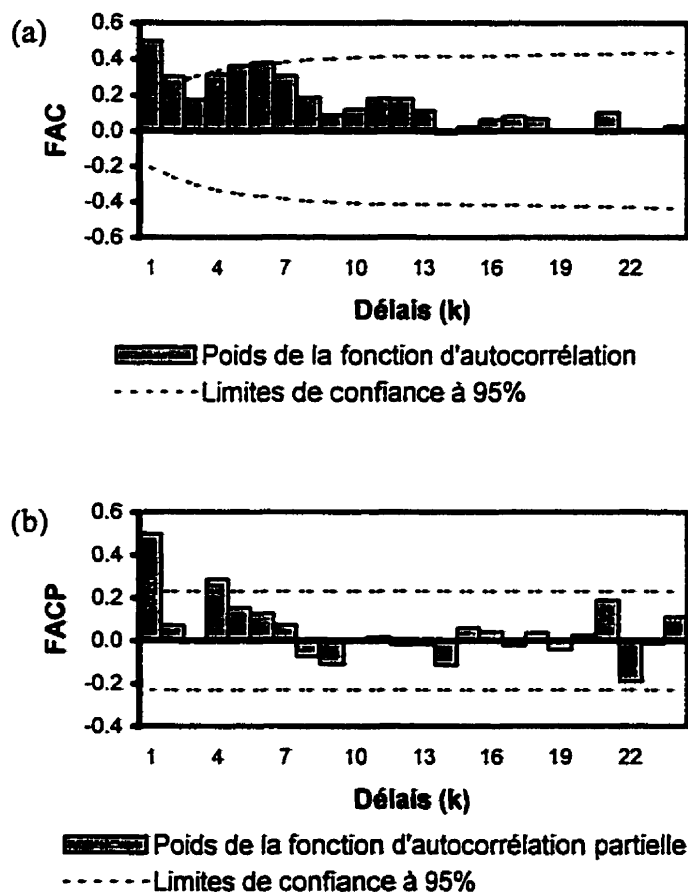 (a)
0.6
0.4
0.2
0.0
-0.2
-0.4
-0.6
FAC
1 4 7 10 13 16 19 22
Délais (k)
Poids de la fonction d'autocorrélation
Limites de confiance à 95%
(b)
0.6
0.4
0.2
0.0
-0.2
-0.4
FACP
1 4 7 10 13 16 19 22
Délais (k)
Poids de la fonction d'autocorrélation partielle
Limites de confiance à 95%